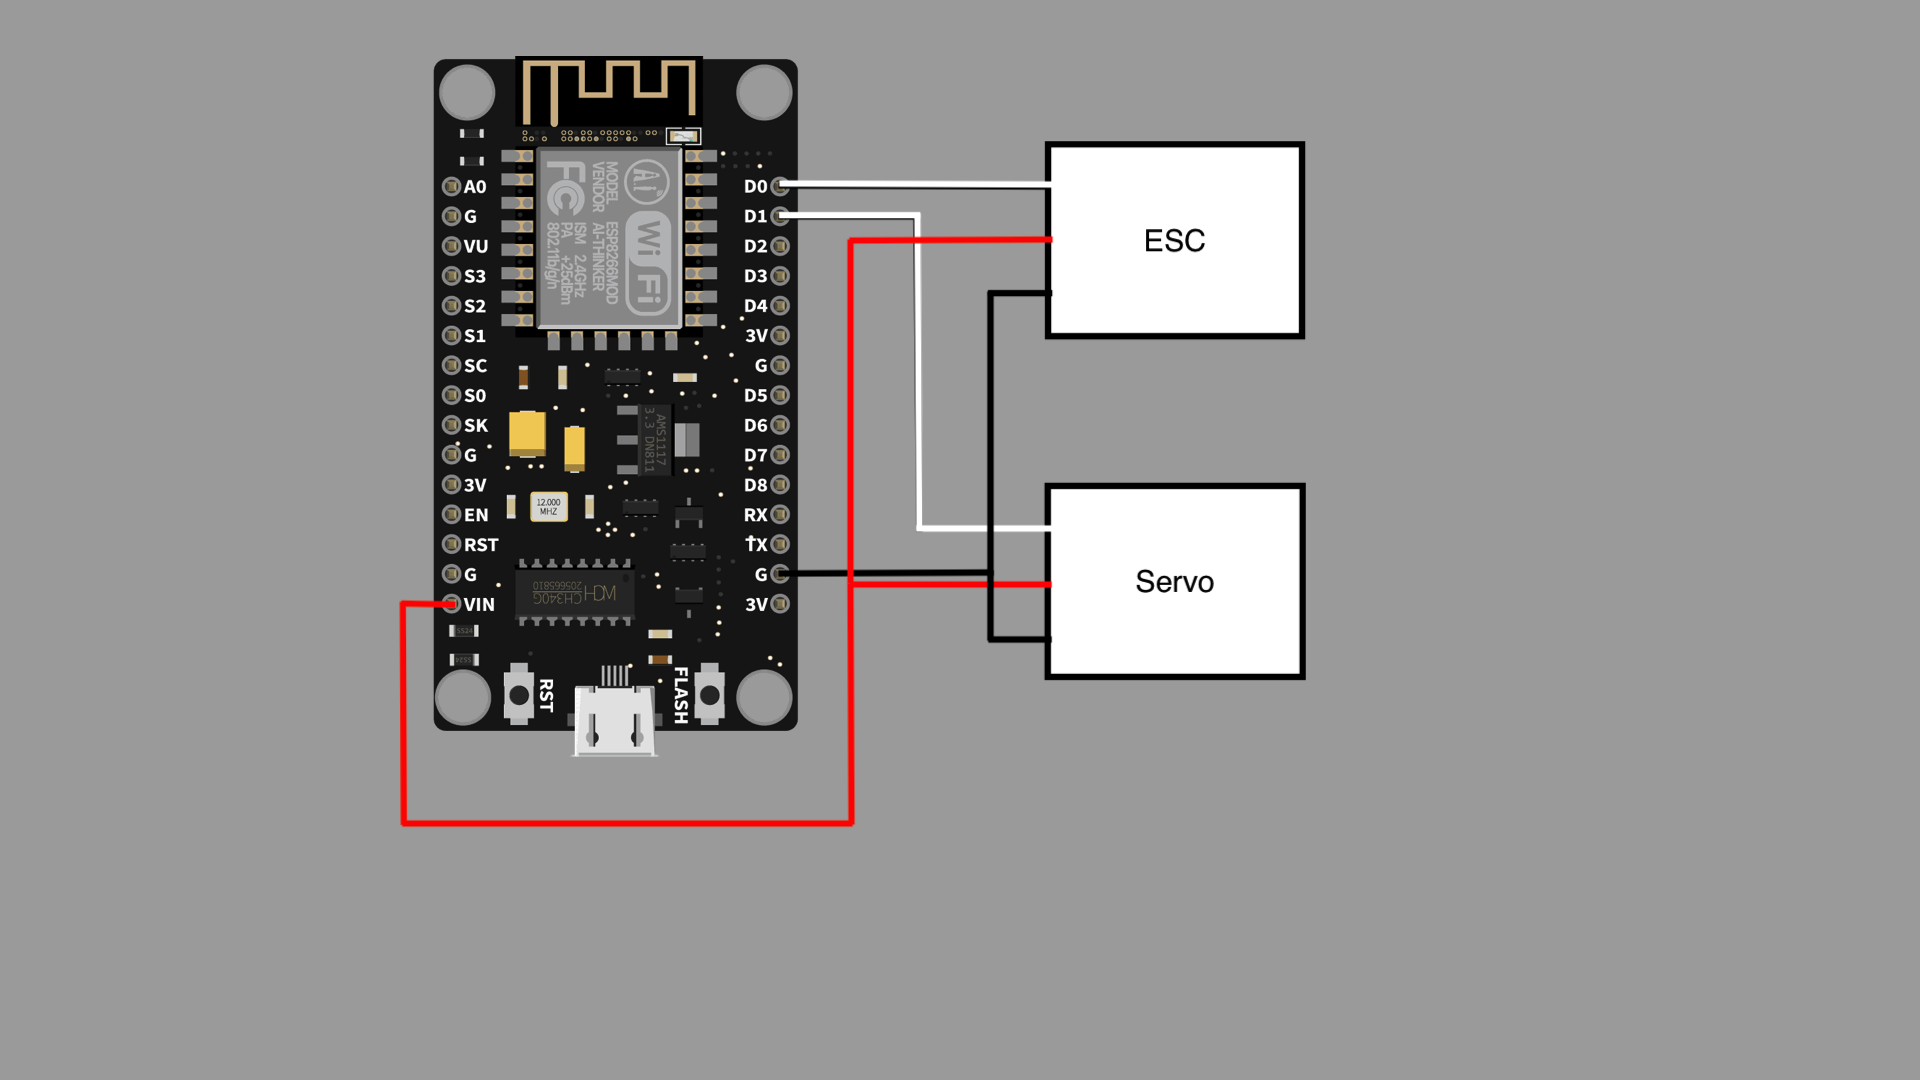 A0
G
VU
S3
S2
S1
SC
S0
SK
G
3V
EN
RST
G
VIN
D0
D1
D2
D3
D4
3V
G
D5
D6
D7
D8
RX
TX
G
3V
MODEL ESP8266MOD
VENDOR AI-THINKER
ISM 2.4GHz
PA +25dBm
802.11b/g/n
FC
Ai
Wi Fi
AMS1117
3.3 DN811
12.000
MHZ
WCH
CH340G
RST
FLASH
ESC
Servo